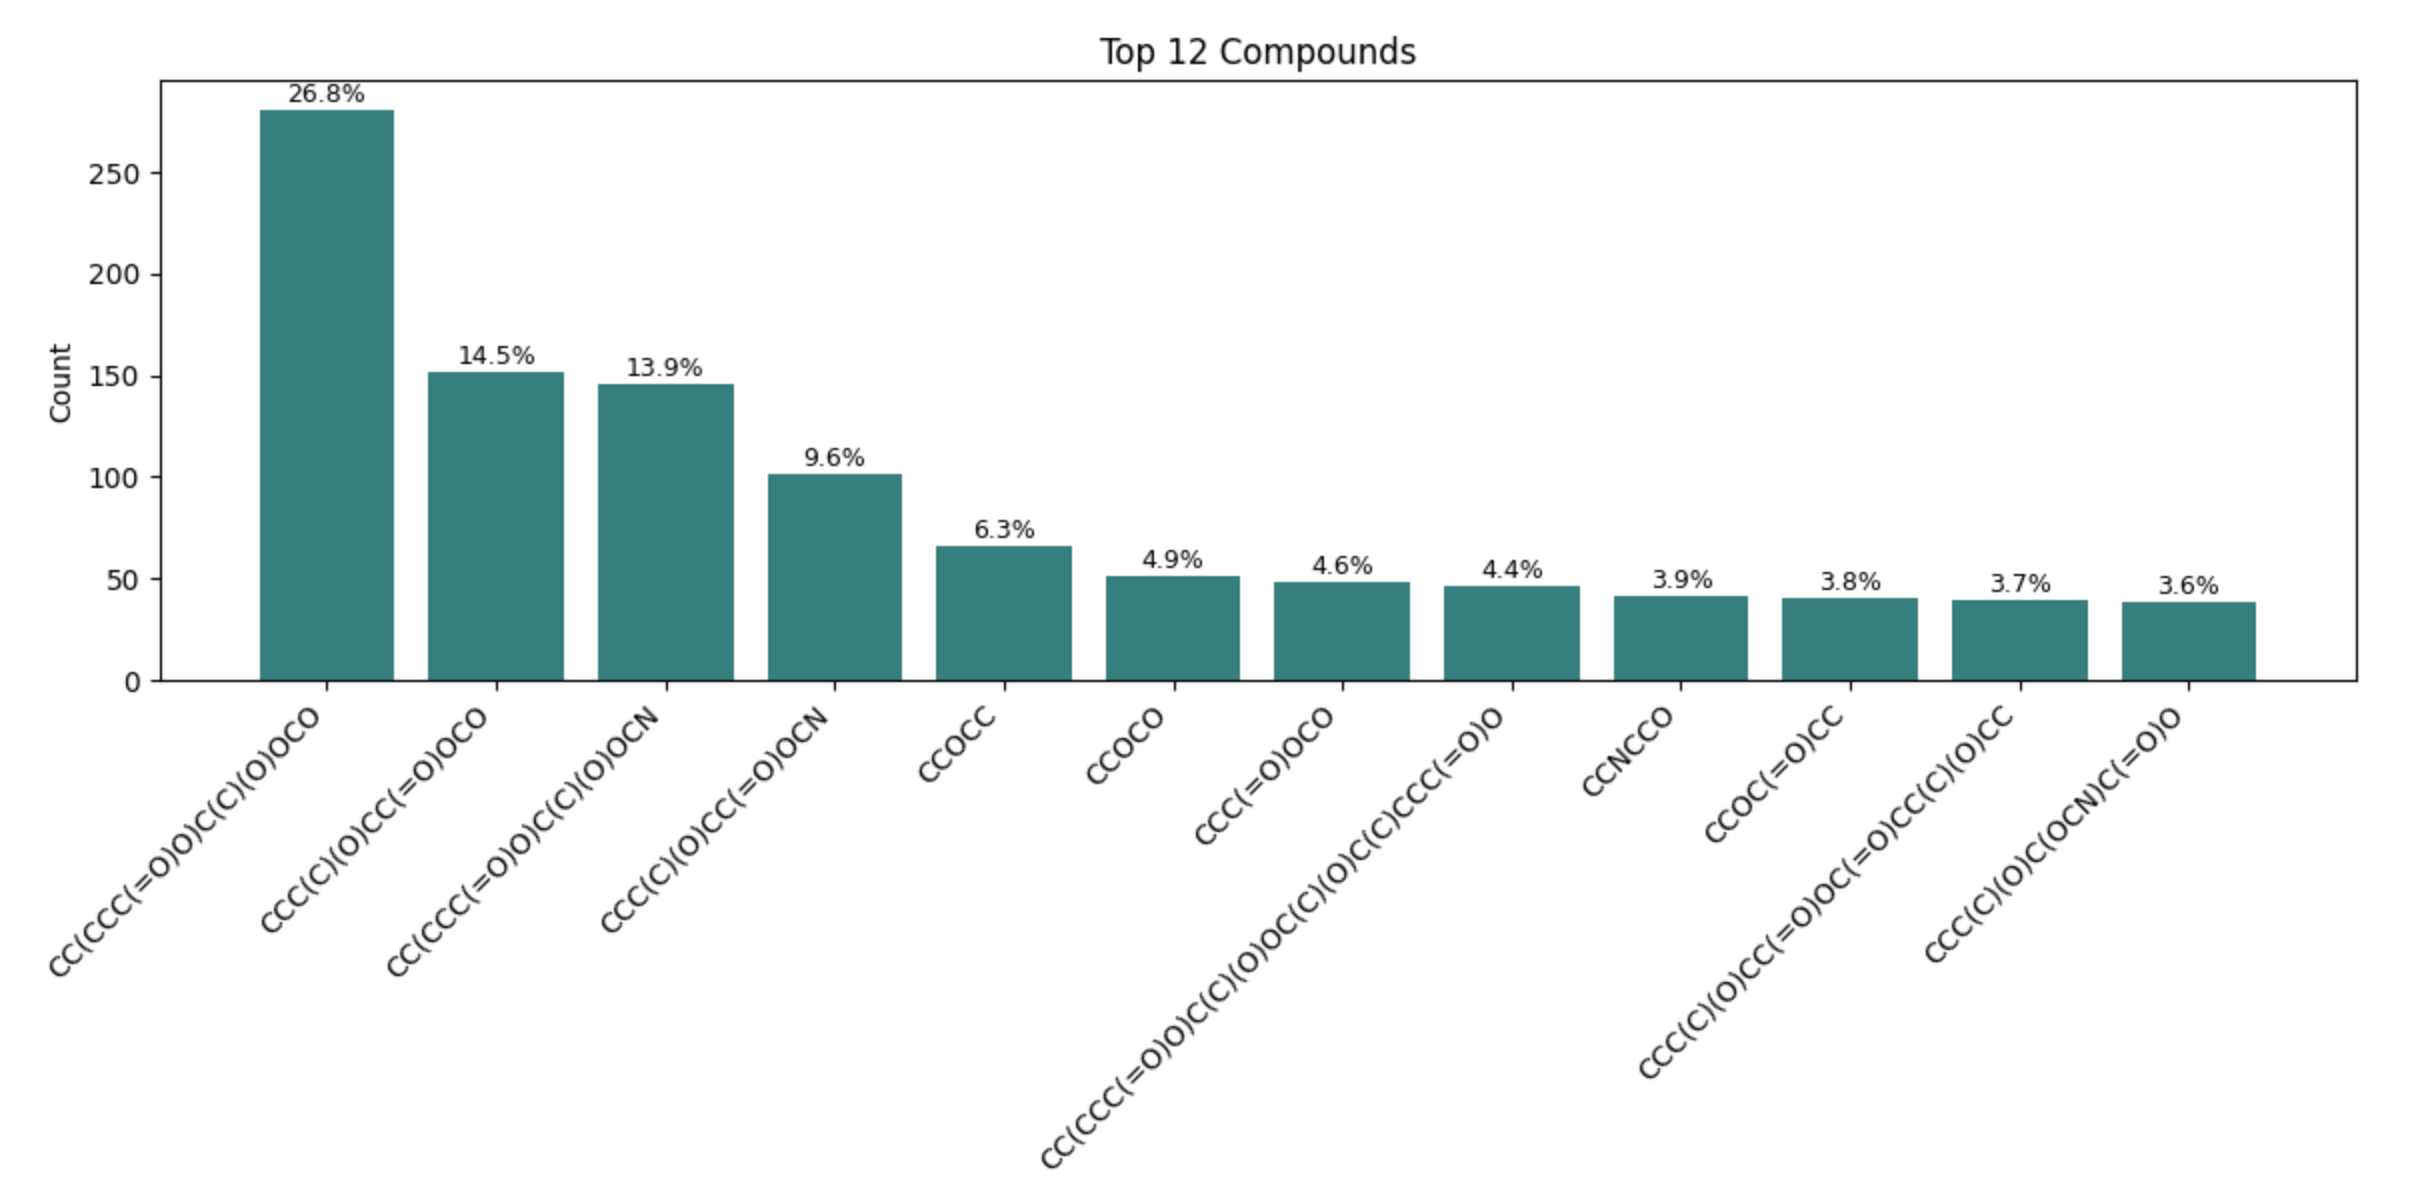 Top 12 Compounds
Count
250
200
150
100
50
0
26.8%
14.5%
13.9%
9.6%
6.3%
4.9%
4.6%
4.4%
3.9%
3.8%
3.7%
3.6%
CC(CCC(=O)O)C(C)(O)OCO
CCC(C)(O)CC(=O)OCO
CC(CCC(=O)O)C(C)(O)OCN
CCC(C)(O)CC(=O)OCN
CCOCC
CCOCO
CCC(=O)OCO
CC(CCC(=O)O)C(C)(O)OC(C)(O)C(C)CCC(=O)O
CCNCCO
CCOC(=O)CC
CCC(C)(O)CC(=O)OC(=O)CC(C)(O)CC
CCC(C)(O)C(OCN)C(=O)O